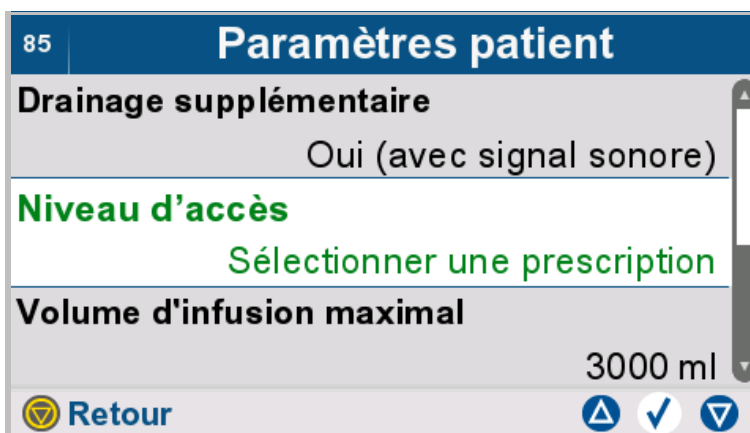 85
Paramètres patient
Drainage supplémentaire
Oui (avec signal sonore)
Niveau d’accès
Sélectionner une prescription
Volume d'infusion maximal
3000 ml
Retour